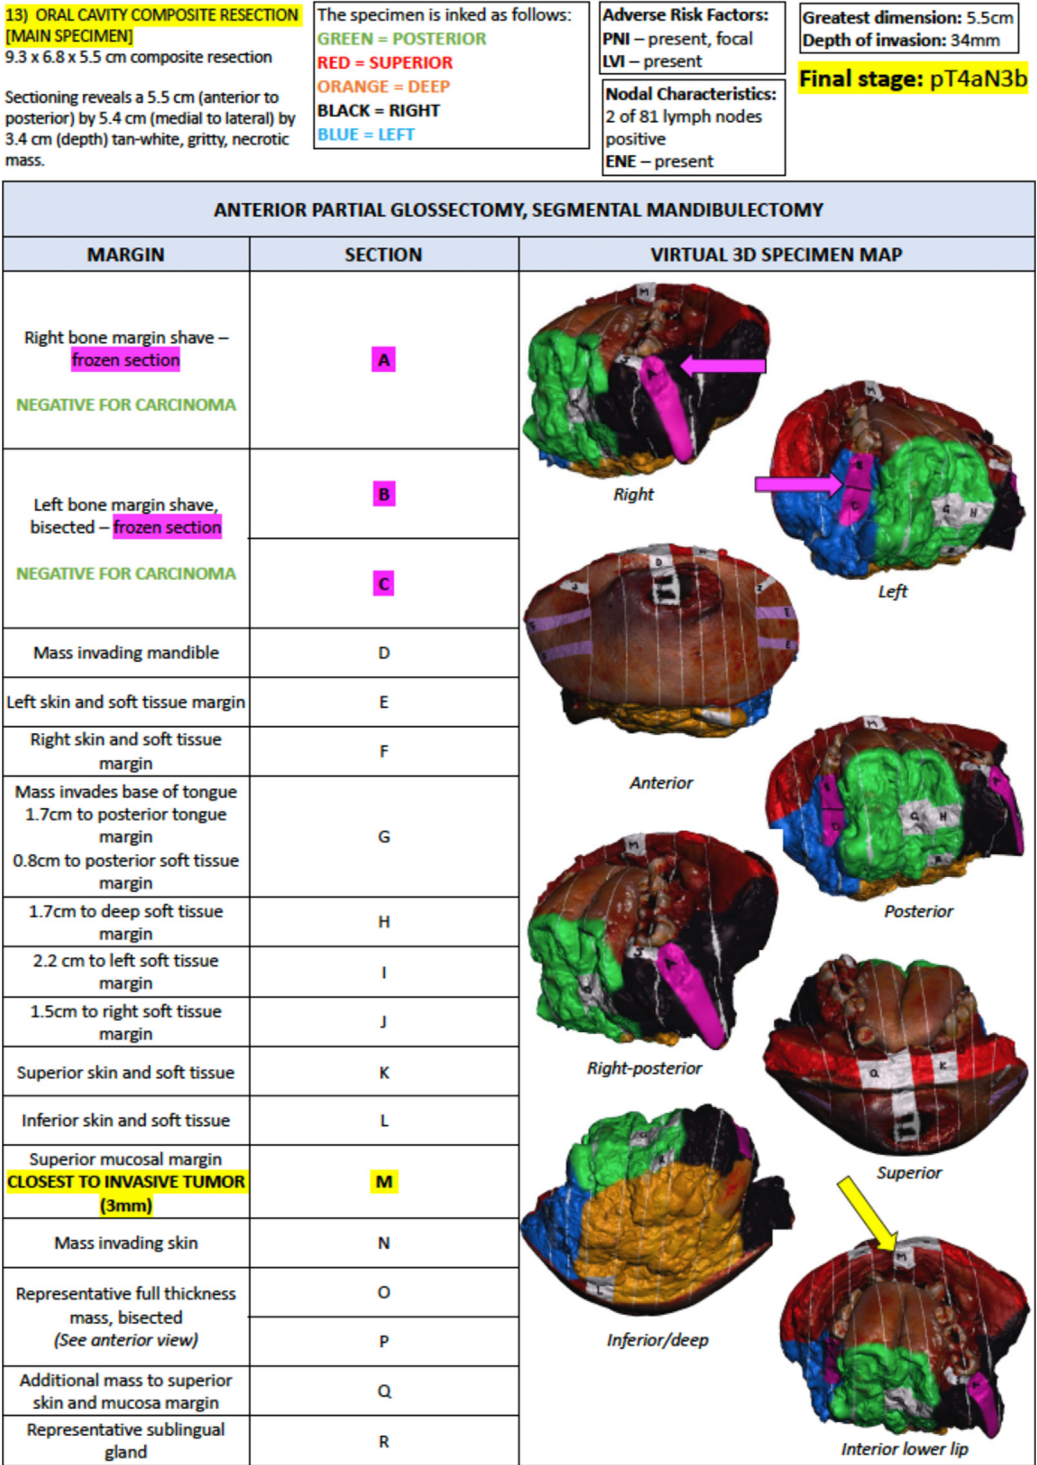 13) ORAL CAVITY COMPOSITE RESECTION
[MAIN SPECIMEN]
9.3 x 6.8 x 5.5 cm composite resection
Sectioning reveals a 5.5 cm (anterior to
posterior) by 5.4 cm (medial to lateral) by
3.4 cm (depth) tan-white, gritty, necrotic
mass.
The specimen is inked as follows:
GREEN = POSTERIOR
RED = SUPERIOR
ORANGE = DEEP
BLACK = RIGHT
BLUE = LEFT
Adverse Risk Factors:
PNI – present, focal
LVI – present
Nodal Characteristics:
2 of 81 lymph nodes
positive
ENE – present
Greatest dimension: 5.5cm
Depth of invasion: 34mm
Final stage: pT4aN3b
ANTERIOR PARTIAL GLOSSECTOMY, SEGMENTAL MANDIBULECTOMY
MARGIN
SECTION
VIRTUAL 3D SPECIMEN MAP
Right bone margin shave –
frozen section
NEGATIVE FOR CARCINOMA
A
Left bone margin shave,
bisected – frozen section
NEGATIVE FOR CARCINOMA
B
C
Mass invading mandible
D
Left skin and soft tissue margin
E
Right skin and soft tissue
margin
F
Mass invades base of tongue
1.7cm to posterior tongue
margin
0.8cm to posterior soft tissue
margin
G
1.7cm to deep soft tissue
margin
H
2.2 cm to left soft tissue
margin
I
1.5cm to right soft tissue
margin
J
Superior skin and soft tissue
K
Inferior skin and soft tissue
L
Superior mucosal margin
CLOSEST TO INVASIVE TUMOR
(3mm)
M
Mass invading skin
N
Representative full thickness
mass, bisected
(See anterior view)
O
P
Additional mass to superior
skin and mucosa margin
Q
Representative sublingual
gland
R
M
J
A
Right
G
H
Left
D
E
E
Anterior
M
G
H
R
Posterior
M
J
A
Right-posterior
Q
K
Superior
L
Inferior/deep
M
Interior lower lip